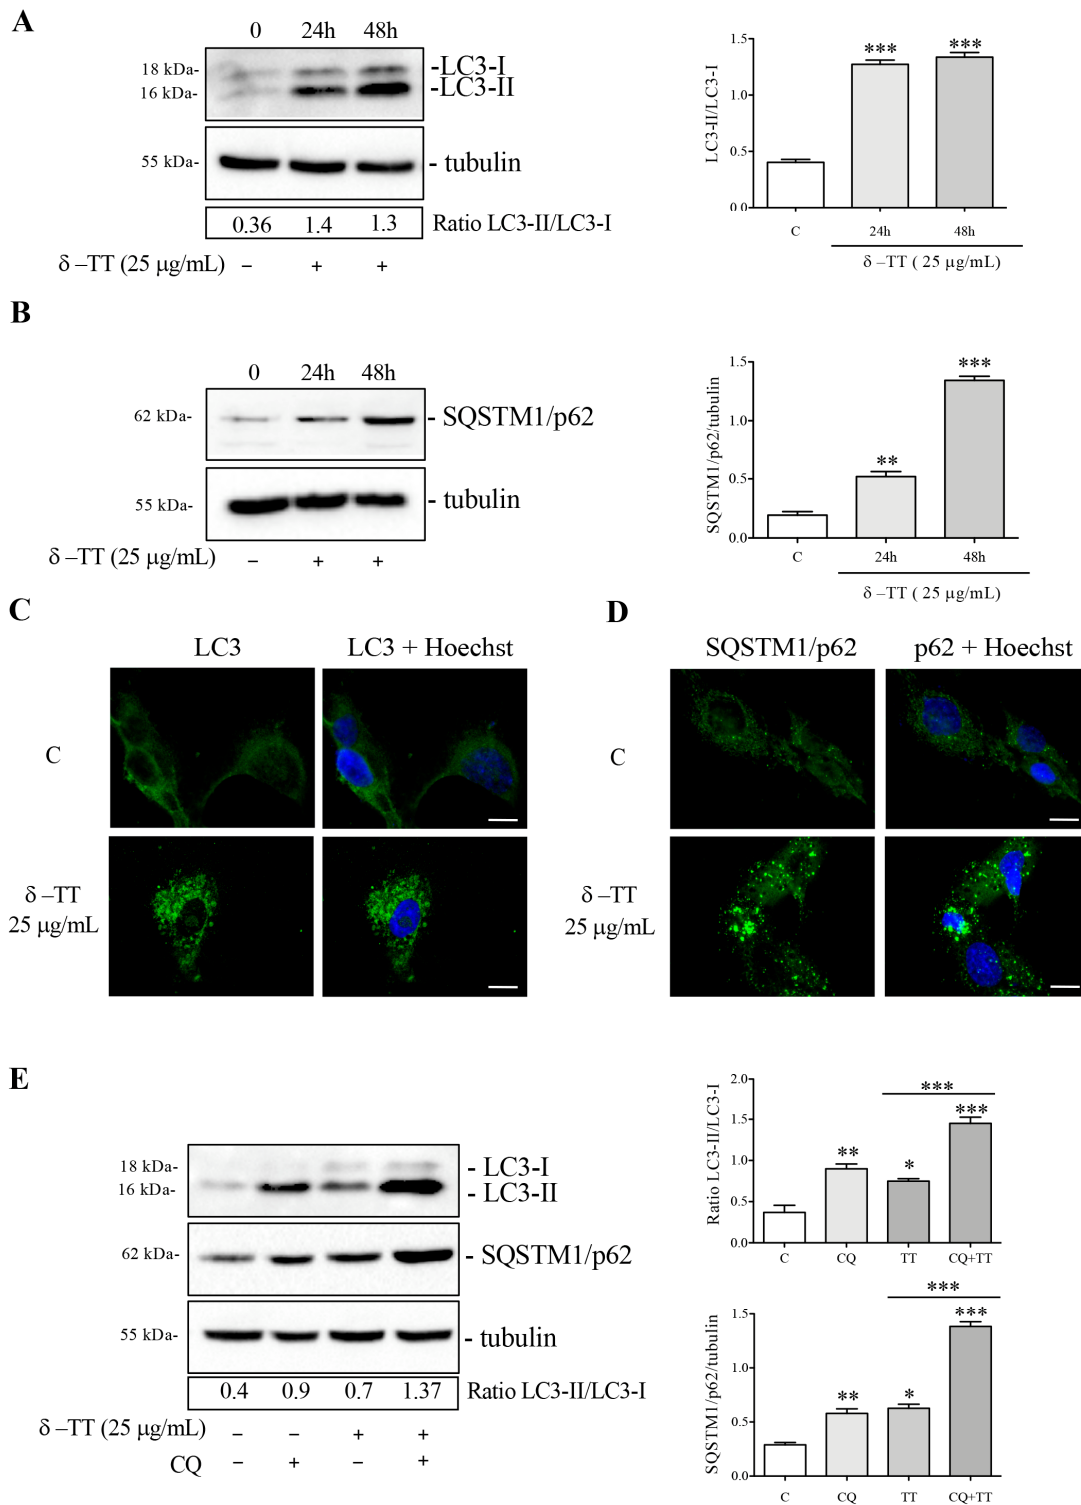 A
0 24h 48h
18 kDa- -LC3-I
16 kDa- -LC3-II
55 kDa- - tubulin
0.36 1.4 1.3 Ratio LC3-II/LC3-I
δ –TT (25 µg/mL) – + +
LC3-II/LC3-I
1.5
1.0
0.5
0.0
*** ***
C 24h 48h
δ –TT ( 25 µg/mL)
B
0 24h 48h
62 kDa- - SQSTM1/p62
55 kDa- - tubulin
δ –TT (25 µg/mL) – + +
SQSTM1/p62/tubulin
1.5
1.0
0.5
0.0
** ***
C 24h 48h
δ –TT ( 25 µg/mL)
C
LC3 LC3 + Hoechst
C
δ –TT
25 µg/mL
D
SQSTM1/p62 p62 + Hoechst
C
δ –TT
25 µg/mL
E
18 kDa- - LC3-I
16 kDa- - LC3-II
62 kDa- - SQSTM1/p62
55 kDa- - tubulin
0.4 0.9 0.7 1.37 Ratio LC3-II/LC3-I
δ –TT (25 µg/mL) – – + +
CQ – + – +
Ratio LC3-II/LC3-I
2.0
1.5
1.0
0.5
0.0
***
** * ***
C CQ TT CQ+TT
SQSTM1/p62/tubulin
1.5
1.0
0.5
0.0
***
** * ***
C CQ TT CQ+TT